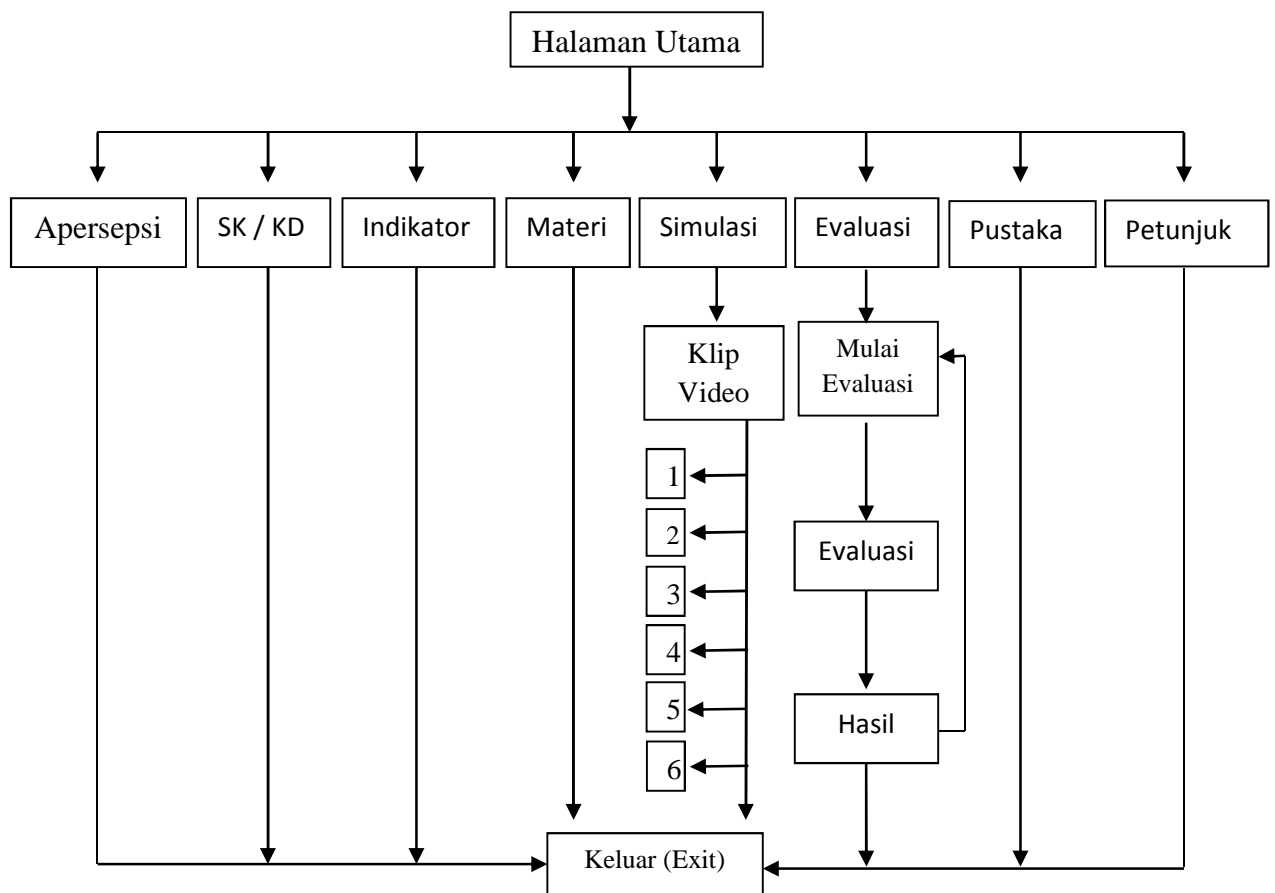 Halaman Utama
Apersepsi
SK / KD
Indikator
Materi
Simulasi
Evaluasi
Pustaka
Petunjuk
Klip
Video
Mulai
Evaluasi
1
2
3
4
5
6
Evaluasi
Hasil
Keluar (Exit)